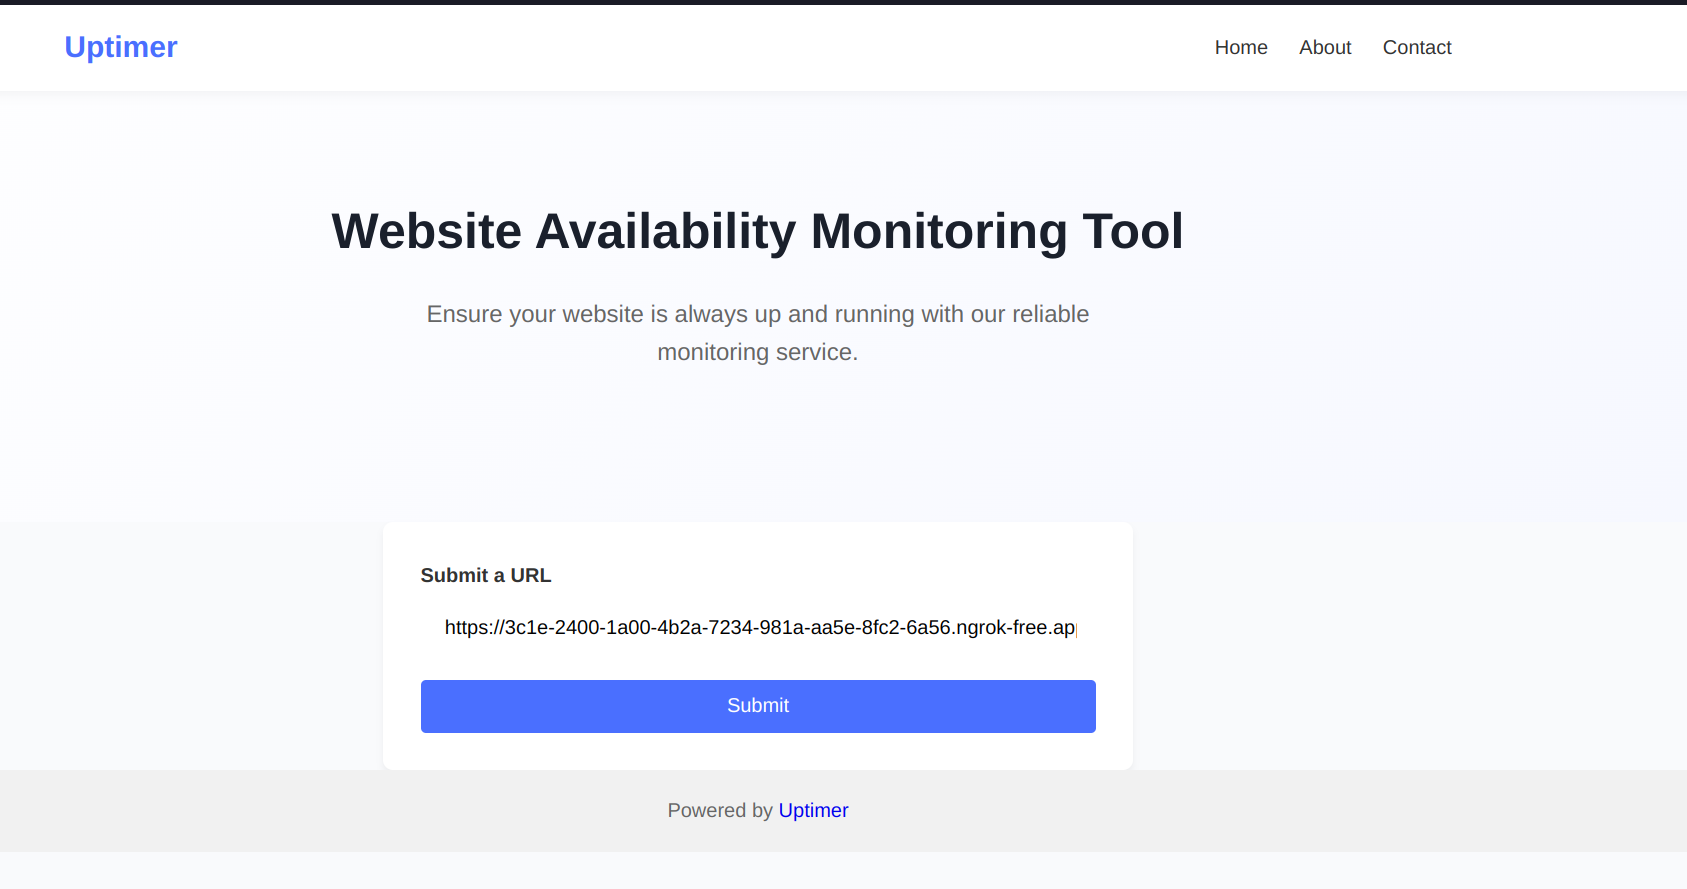 Uptimer
Home About Contact
Website Availability Monitoring Tool
Ensure your website is always up and running with our reliable
monitoring service.
Submit a URL
https://3c1e-2400-1a00-4b2a-7234-981a-aa5e-8fc2-6a56.ngrok-free.app
Submit
Powered by Uptimer